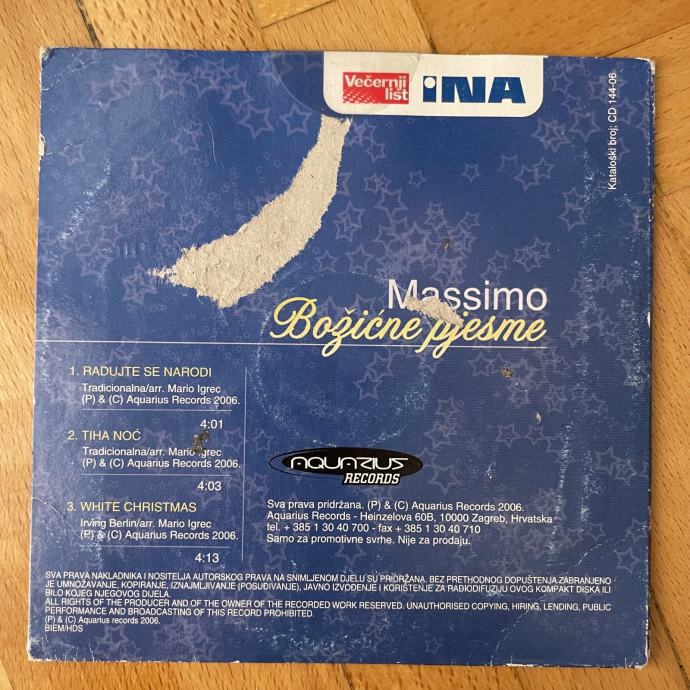 Večernji
list
INA
Kataloški broj: CD 144-06
Massimo
Božićne pjesme
1. RADUJTE SE NARODI
Tradicionalna/arr. Mario Igrec
(P) & (C) Aquarius Records 2006.
4:01
2. TIHA NOĆ
Tradicionalna/arr. Mario Igrec
(P) & (C) Aquarius Records 2006.
4:03
3. WHITE CHRISTMAS
Irving Berlin/arr. Mario Igrec
(P) & (C) Aquarius Records 2006.
4:13
AQUARIUS
RECORDS
Sva prava pridržana. (P) & (C) Aquarius Records 2006.
Aquarius Records - Heinzelova 60B, 10000 Zagreb, Hrvatska
tel. + 385 1 30 40 700 - fax + 385 1 30 40 710
Samo za promotivne svrhe. Nije za prodaju.
SVA PRAVA NAKLADNIKA I NOSITELJA AUTORSKOG PRAVA NA SNIMLJENOM DJELU SU PRIDRŽANA. BEZ PRETHODNOG DOPUŠTENJA ZABRANJENO
JE UMNOŽAVANJE, KOPIRANJE, IZNAJMLJIVANJE (POSUĐIVANJE), JAVNO IZVOĐENJE I KORIŠTENJE ZA RADIODIFUZIJU OVOG KOMPAKT DISKA ILI
BILO KOJEG NJEGOVOG DIJELA.
ALL RIGHTS OF THE PRODUCER AND OF THE OWNER OF THE RECORDED WORK RESERVED. UNAUTHORISED COPYING, HIRING, LENDING, PUBLIC
PERFORMANCE AND BROADCASTING OF THIS RECORD PROHIBITED.
(P) & (C) Aquarius records 2006.
BIEM/HDS